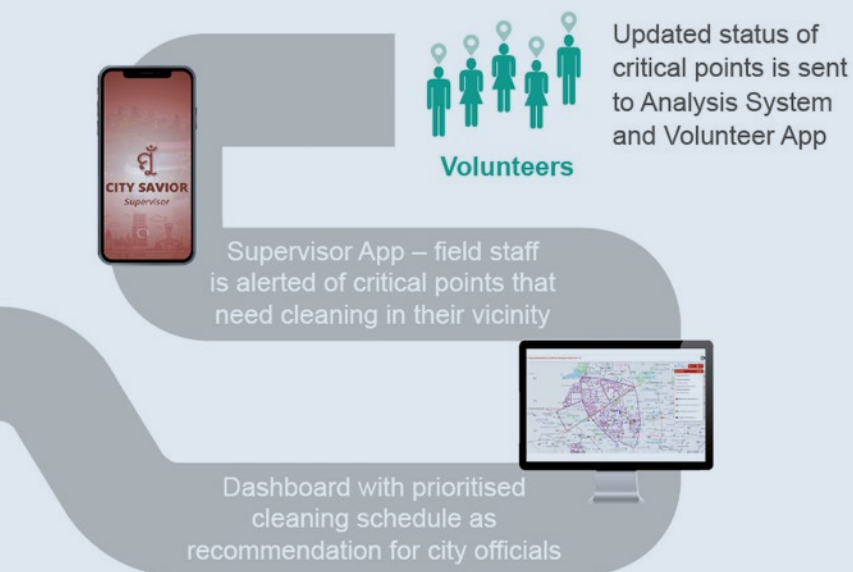 Updated status of
critical points is sent
to Analysis System
and Volunteer App
Volunteers
CITY SAVIOR
Supervisor
Supervisor App – field staff
is alerted of critical points that
need cleaning in their vicinity
Dashboard with prioritised
cleaning schedule as
recommendation for city officials